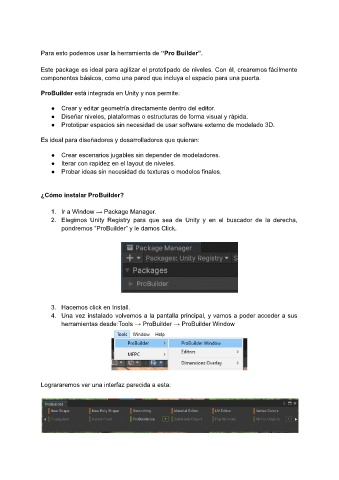 Para esto podemos usar la herramienta de "Pro Builder".
Este package es ideal para agilizar el prototipado de niveles. Con él, crearemos fácilmente
componentes básicos, como una pared que incluya el espacio para una puerta.
ProBuilder está integrada en Unity y nos permite:
● Crear y editar geometría directamente dentro del editor.
● Diseñar niveles, plataformas o estructuras de forma visual y rápida.
● Prototipar espacios sin necesidad de usar software externo de modelado 3D.
Es ideal para diseñadores y desarrolladores que quieran:
● Crear escenarios jugables sin depender de modeladores.
● Iterar con rapidez en el layout de niveles.
● Probar ideas sin necesidad de texturas o modelos finales.
¿Cómo instalar ProBuilder?
1. Ir a Window → Package Manager.
2. Elegimos Unity Registry para que sea de Unity y en el buscador de la derecha,
pondremos "ProBuilder" y le damos Click.
Package Manager
+ Packages: Unity Registry S
Packages
ProBuilder
3. Hacemos click en Install.
4. Una vez instalado volvemos a la pantalla principal, y vamos a poder acceder a sus
herramientas desde:Tools → ProBuilder → ProBuilder Window
Tools Window Help
ProBuilder ProBuilder Window
MFPC Editors
Dimensions Overlay
Lograraremos ver una interfaz parecida a esta:
ProBuilder
New Shape New Poly Shape Smoothing Material Editor UV Editor Vertex Colors